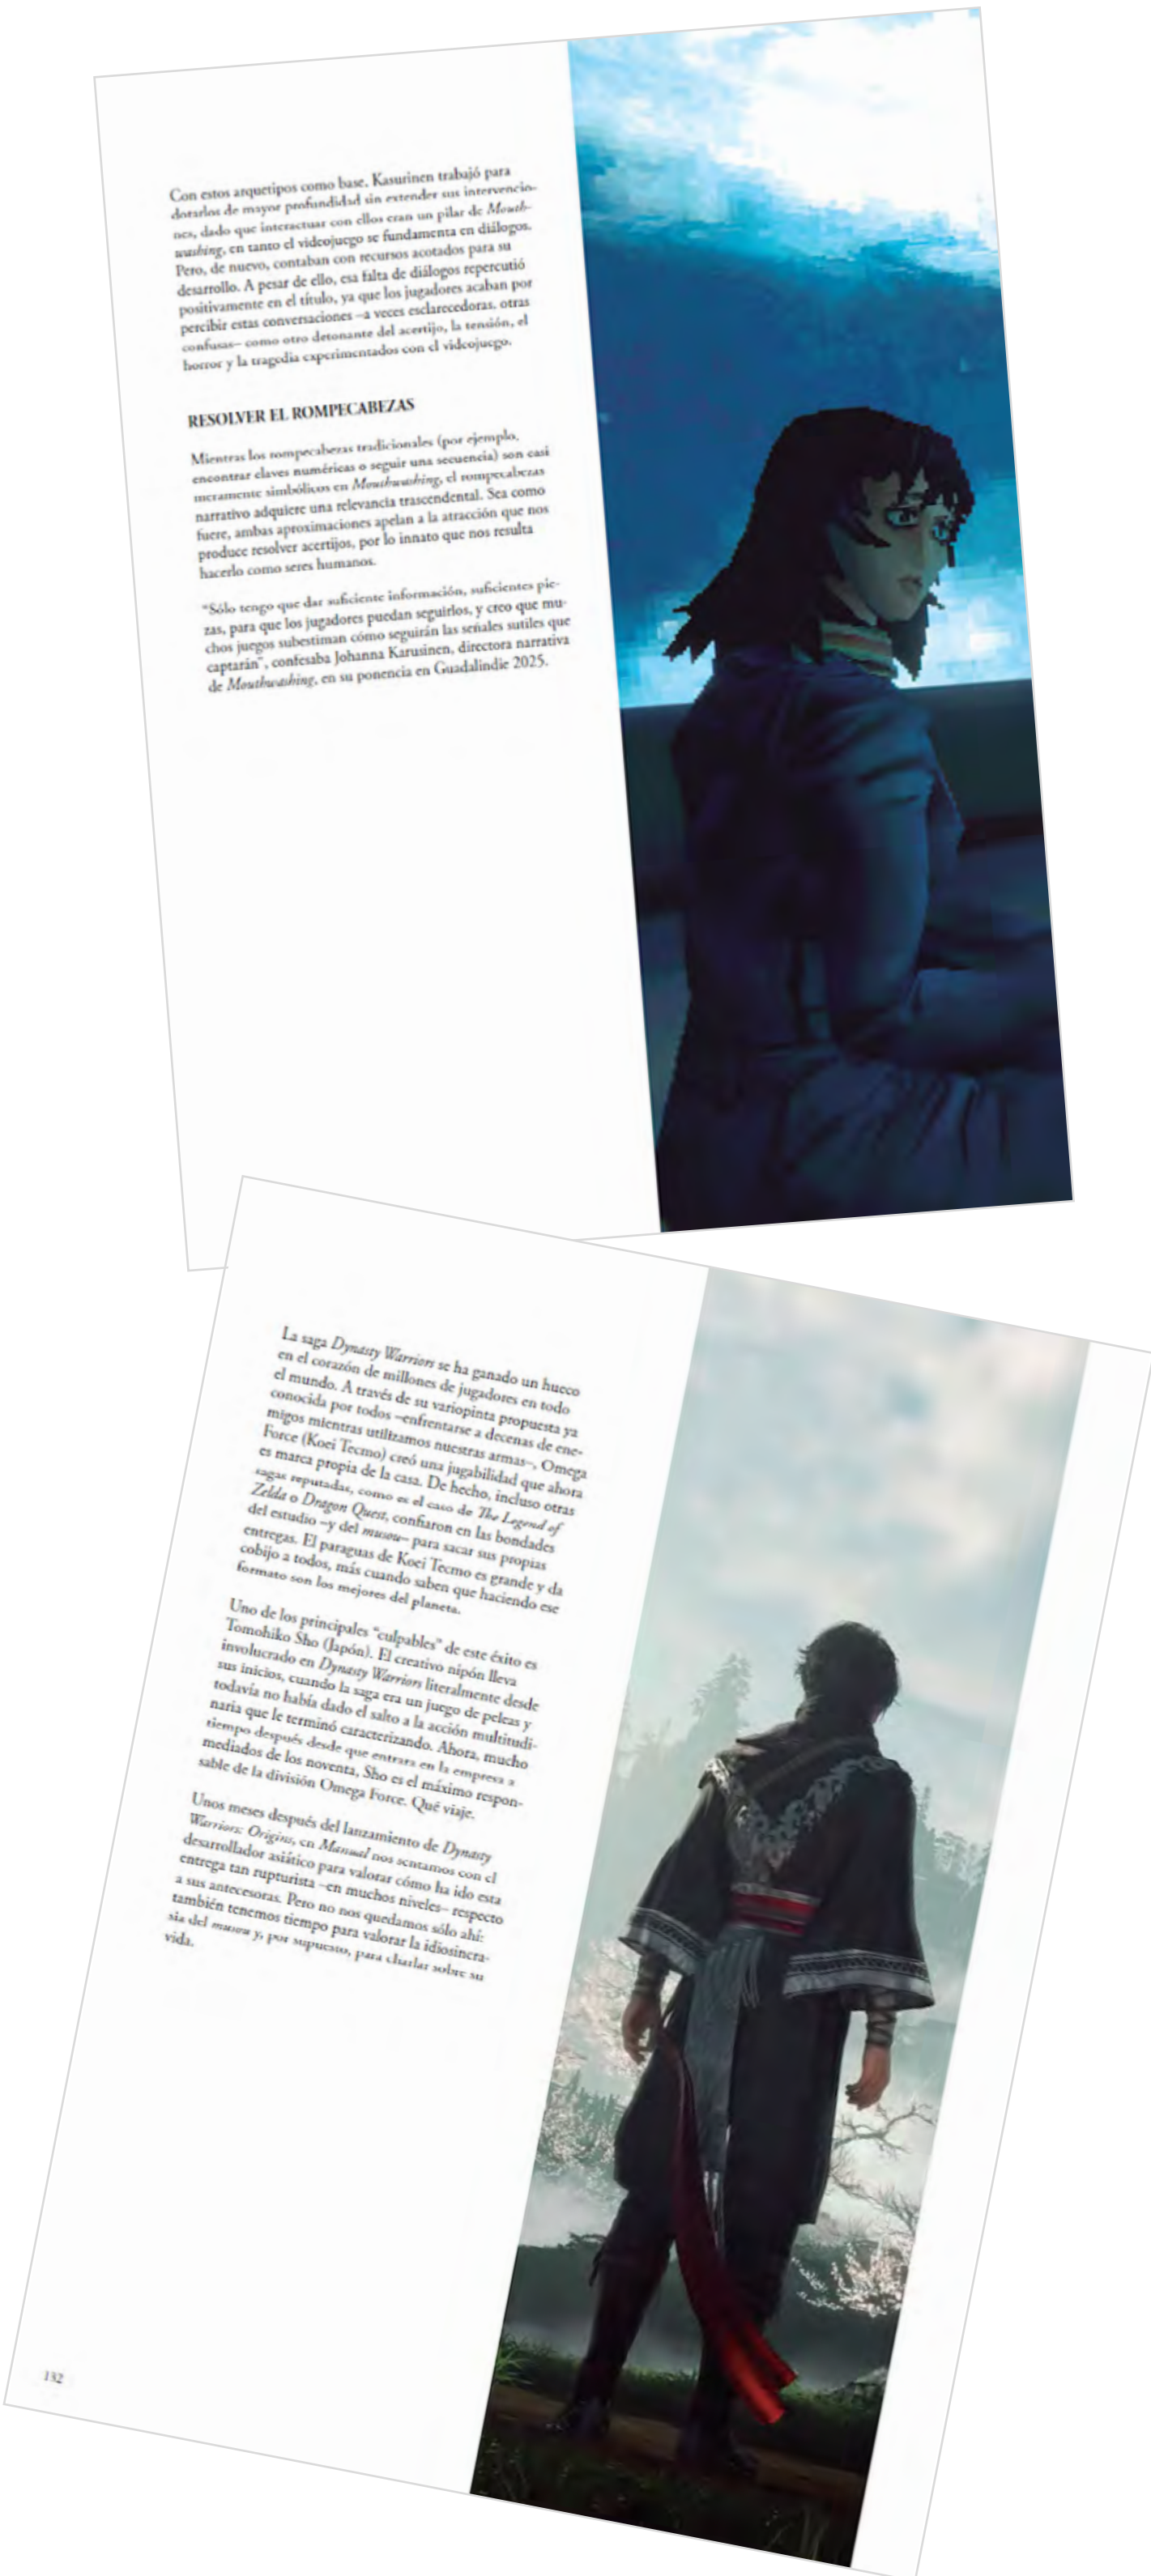 Con estos arquetipos como base, Kasurinen trabajó para
dotarlos de mayor profundidad sin extender sus intervencio-
nes, dado que interactuar con ellos eran un pilar de Mouth-
washing, en tanto el videojuego se fundamenta en diálogos.
Pero, de nuevo, contaban con recursos acotados para su
desarrollo. A pesar de ello, esa falta de diálogos repercutió
positivamente en el título, ya que los jugadores acaban por
percibir estas conversaciones –a veces esclarecedoras, otras
confusas– como otro detonante del acertijo, la tensión, el
horror y la tragedia experimentados con el videojuego.
RESOLVER EL ROMPECABEZAS
Mientras los rompecabezas tradicionales (por ejemplo,
encontrar claves numéricas o seguir una secuencia) son casi
meramente simbólicos en Mouthwashing, el rompecabezas
narrativo adquiere una relevancia trascendental. Sea como
fuere, ambas aproximaciones apelan a la atracción que nos
produce resolver acertijos, por lo innato que nos resulta
hacerlo como seres humanos.
“Sólo tengo que dar suficiente información, suficientes pie-
zas, para que los jugadores puedan seguirlos, y creo que mu-
chos juegos subestiman cómo seguirán las señales sutiles que
captarán”, confesaba Johanna Karusinen, directora narrativa
de Mouthwashing, en su ponencia en Guadalindie 2025.
La saga Dynasty Warriors se ha ganado un hueco
en el corazón de millones de jugadores en todo
el mundo. A través de su variopinta propuesta ya
conocida por todos –enfrentarse a decenas de ene-
migos mientras utilizamos nuestras armas–, Omega
Force (Koei Tecmo) creó una jugabilidad que ahora
es marca propia de la casa. De hecho, incluso otras
sagas reputadas, como es el caso de The Legend of
Zelda o Dragon Quest, confiaron en las bondades
del estudio –y del musou– para sacar sus propias
entregas. El paraguas de Koei Tecmo es grande y da
cobijo a todos, más cuando saben que haciendo ese
formato son los mejores del planeta.
Uno de los principales “culpables” de este éxito es
Tomohiko Sho (Japón). El creativo nipón lleva
involucrado en Dynasty Warriors literalmente desde
sus inicios, cuando la saga era un juego de peleas y
todavía no había dado el salto a la acción multitudi-
naria que le terminó caracterizando. Ahora, mucho
tiempo después desde que entrara en la empresa a
mediados de los noventa, Sho es el máximo respon-
sable de la división Omega Force. Qué viaje.
Unos meses después del lanzamiento de Dynasty
Warriors: Origins, en Manual nos sentamos con el
desarrollador asiático para valorar cómo ha ido esta
entrega tan rupturista –en muchos niveles– respecto
a sus antecesoras. Pero no nos quedamos sólo ahí:
también tenemos tiempo para valorar la idiosincra-
sia del musou y, por supuesto, para charlar sobre su
vida.
132